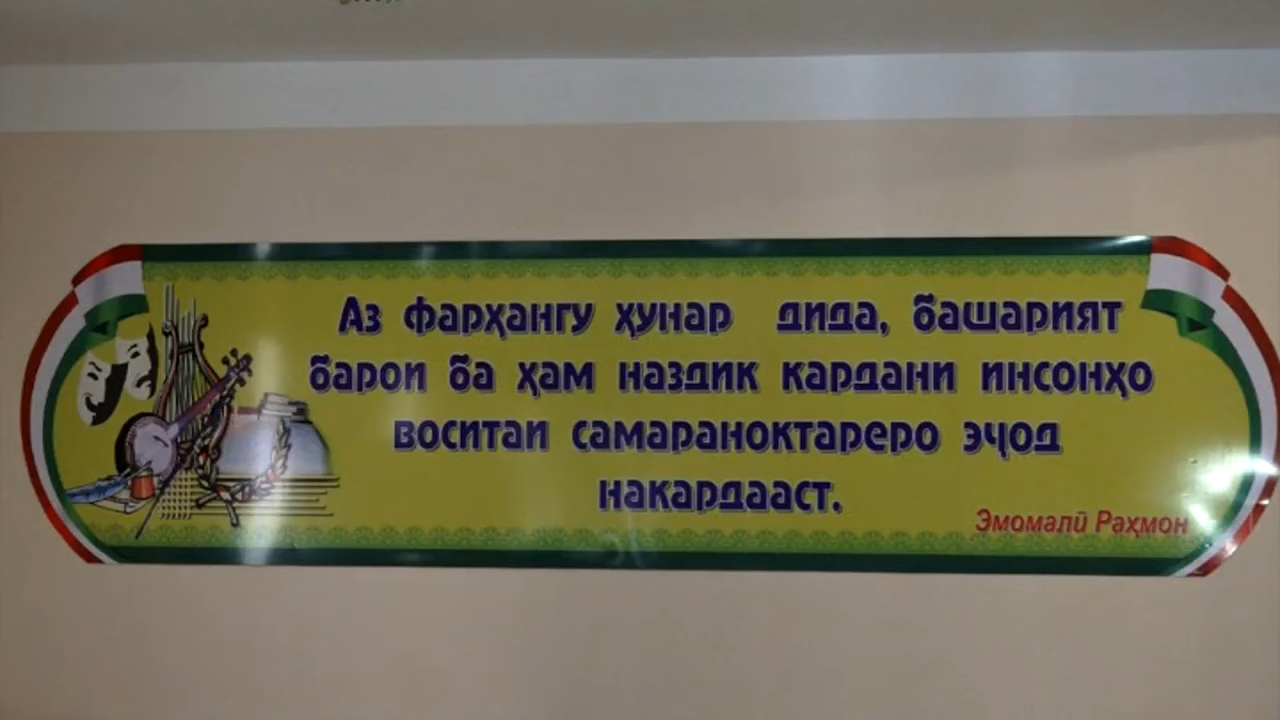 Аз фарҳангу ҳунар дида, башарият
барои ба ҳам наздик кардани инсонҳо
воситаи самараноктареро эҷод
накардааст.
Эмомалӣ Раҳмон